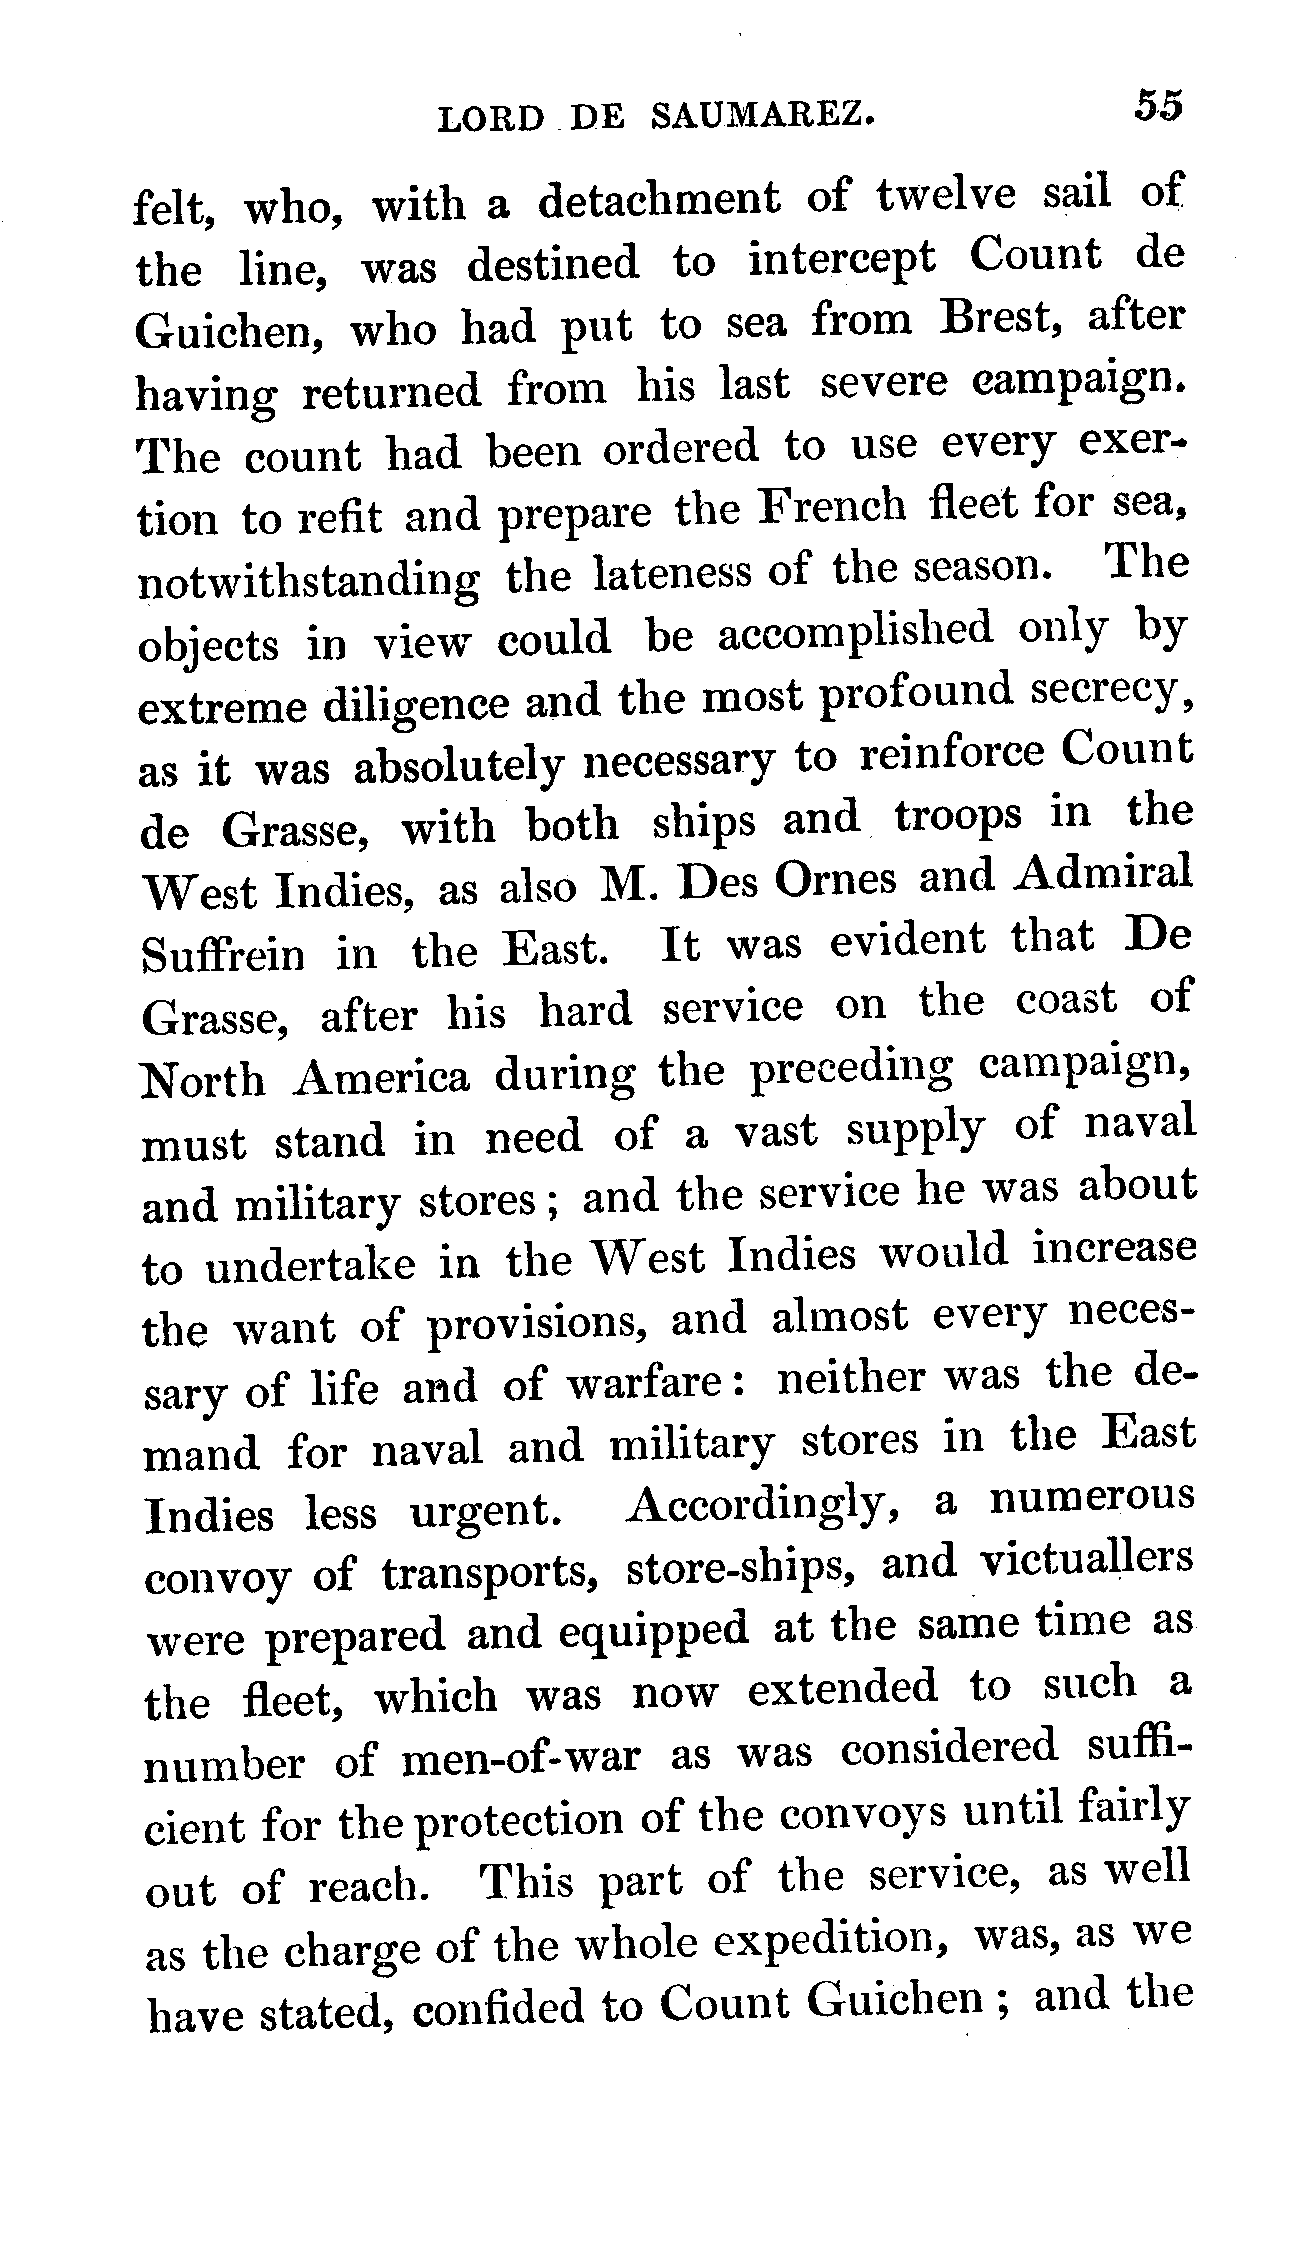 LORD DE SAUMAREZ. 55
felt, who, with a detachment of twelve sail of
the line, was destined to intercept Count de
Guichen, who had put to sea from Brest, after
having returned from his last severe campaign.
The count had been ordered to use every exer-
tion to refit and prepare the French fleet for sea,
notwithstanding the lateness of the season. The
objects in view could be accomplished only by
extreme diligence and the most profound secrecy,
as it was absolutely necessary to reinforce Count
de Grasse, with both ships and troops in the
West Indies, as also M. Des Ornes and Admiral
Suffrein in the East. It was evident that De
Grasse, after his hard service on the coast of
North America during the preceding campaign,
must stand in need of a vast supply of naval
and military stores; and the service he was about
to undertake in the West Indies would increase
the want of provisions, and almost every neces-
sary of life and of warfare: neither was the de-
mand for naval and military stores in the East
Indies less urgent. Accordingly, a numerous
convoy of transports, store-ships, and victuallers
were prepared and equipped at the same time as
the fleet, which was now extended to such a
number of men-of-war as was considered suffi-
cient for the protection of the convoys until fairly
out of reach. This part of the service, as well
as the charge of the whole expedition, was, as we
have stated, confided to Count Guichen; and the